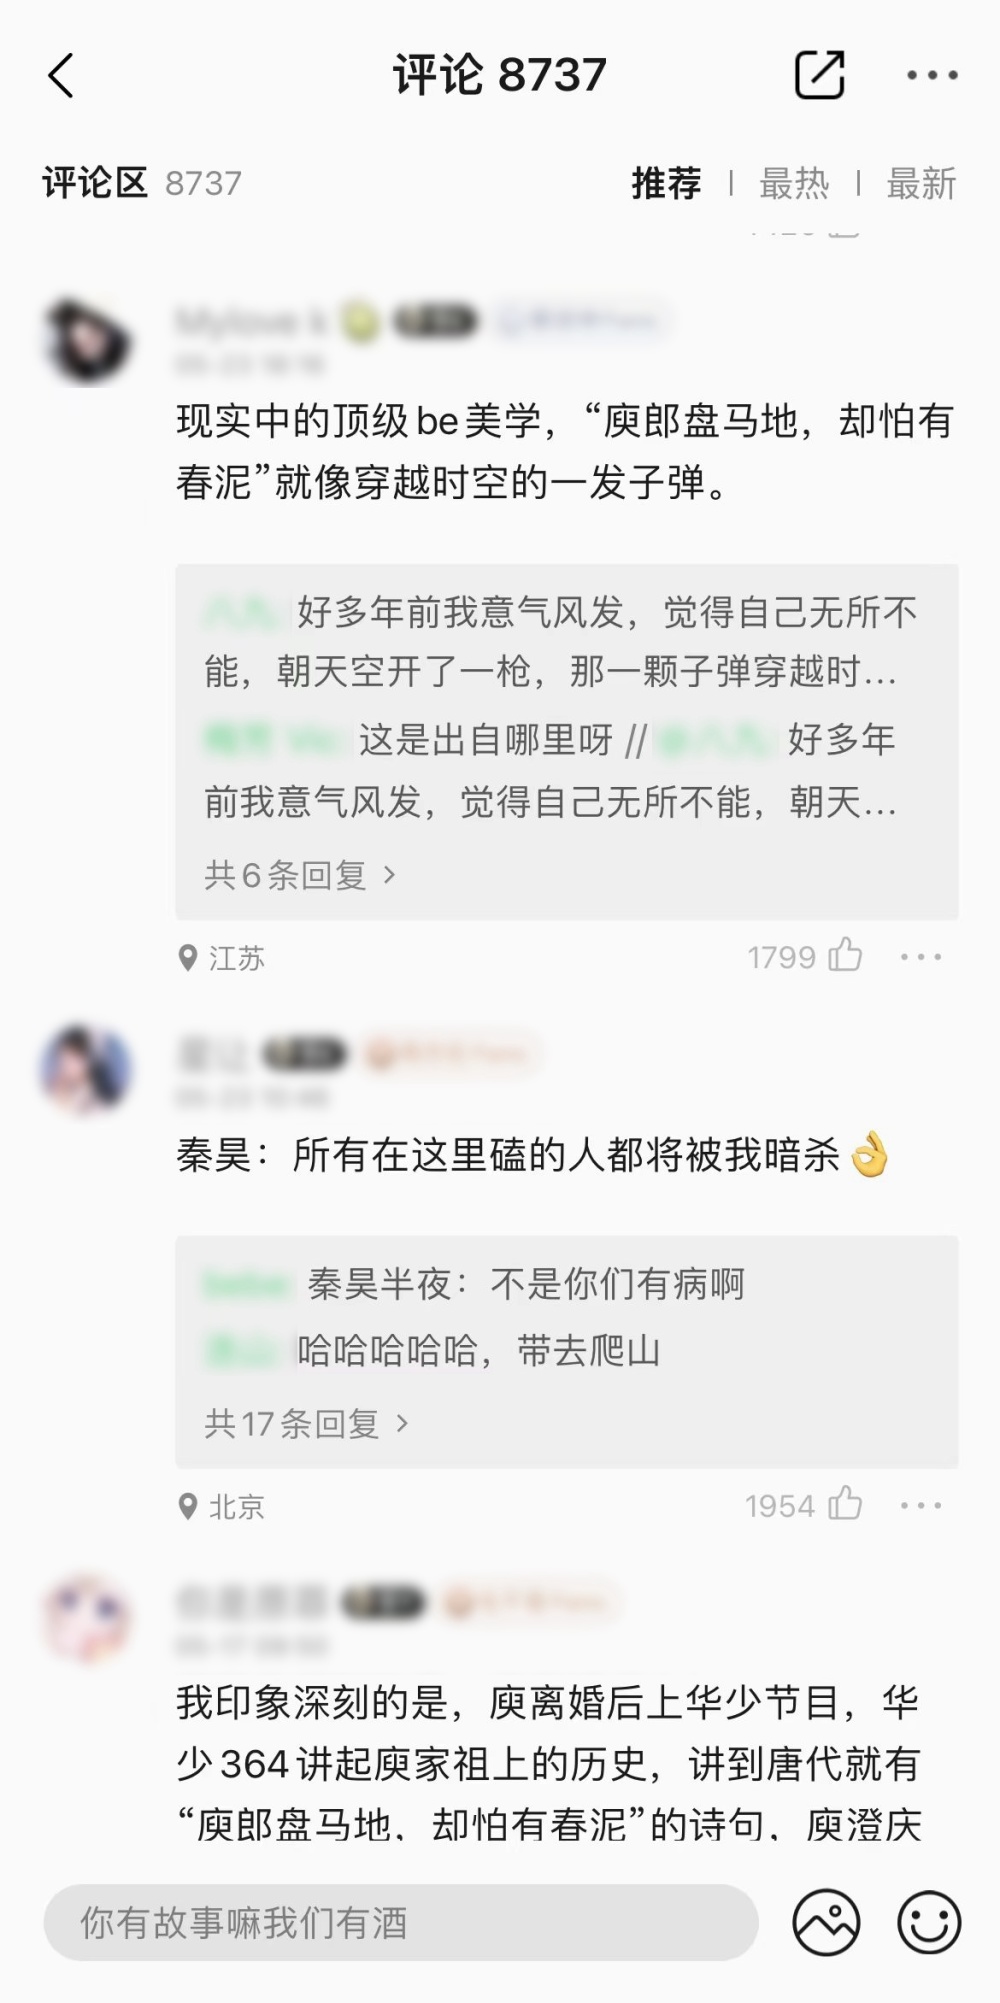 评论 8737
评论区 8737
推荐 | 最热 | 最新
现实中的顶级be美学，“庾郎盘马地，却怕有
春泥”就像穿越时空的一发子弹。
好多年前我意气风发，觉得自己无所不
能，朝天空开了一枪，那一颗子弹穿越时...
这是出自哪里呀 // 好多年
前我意气风发，觉得自己无所不能，朝天...
共6条回复 >
江苏
1799
秦昊：所有在这里磕的人都将被我暗杀👌
秦昊半夜：不是你们有病啊
哈哈哈哈哈，带去爬山
共17条回复 >
北京
1954
我印象深刻的是，庾离婚后上华少节目，华
少364讲起庾家祖上的历史，讲到唐代就有
“庾郎盘马地，却怕有春泥”的诗句，庾澄庆
你有故事嘛我们有酒